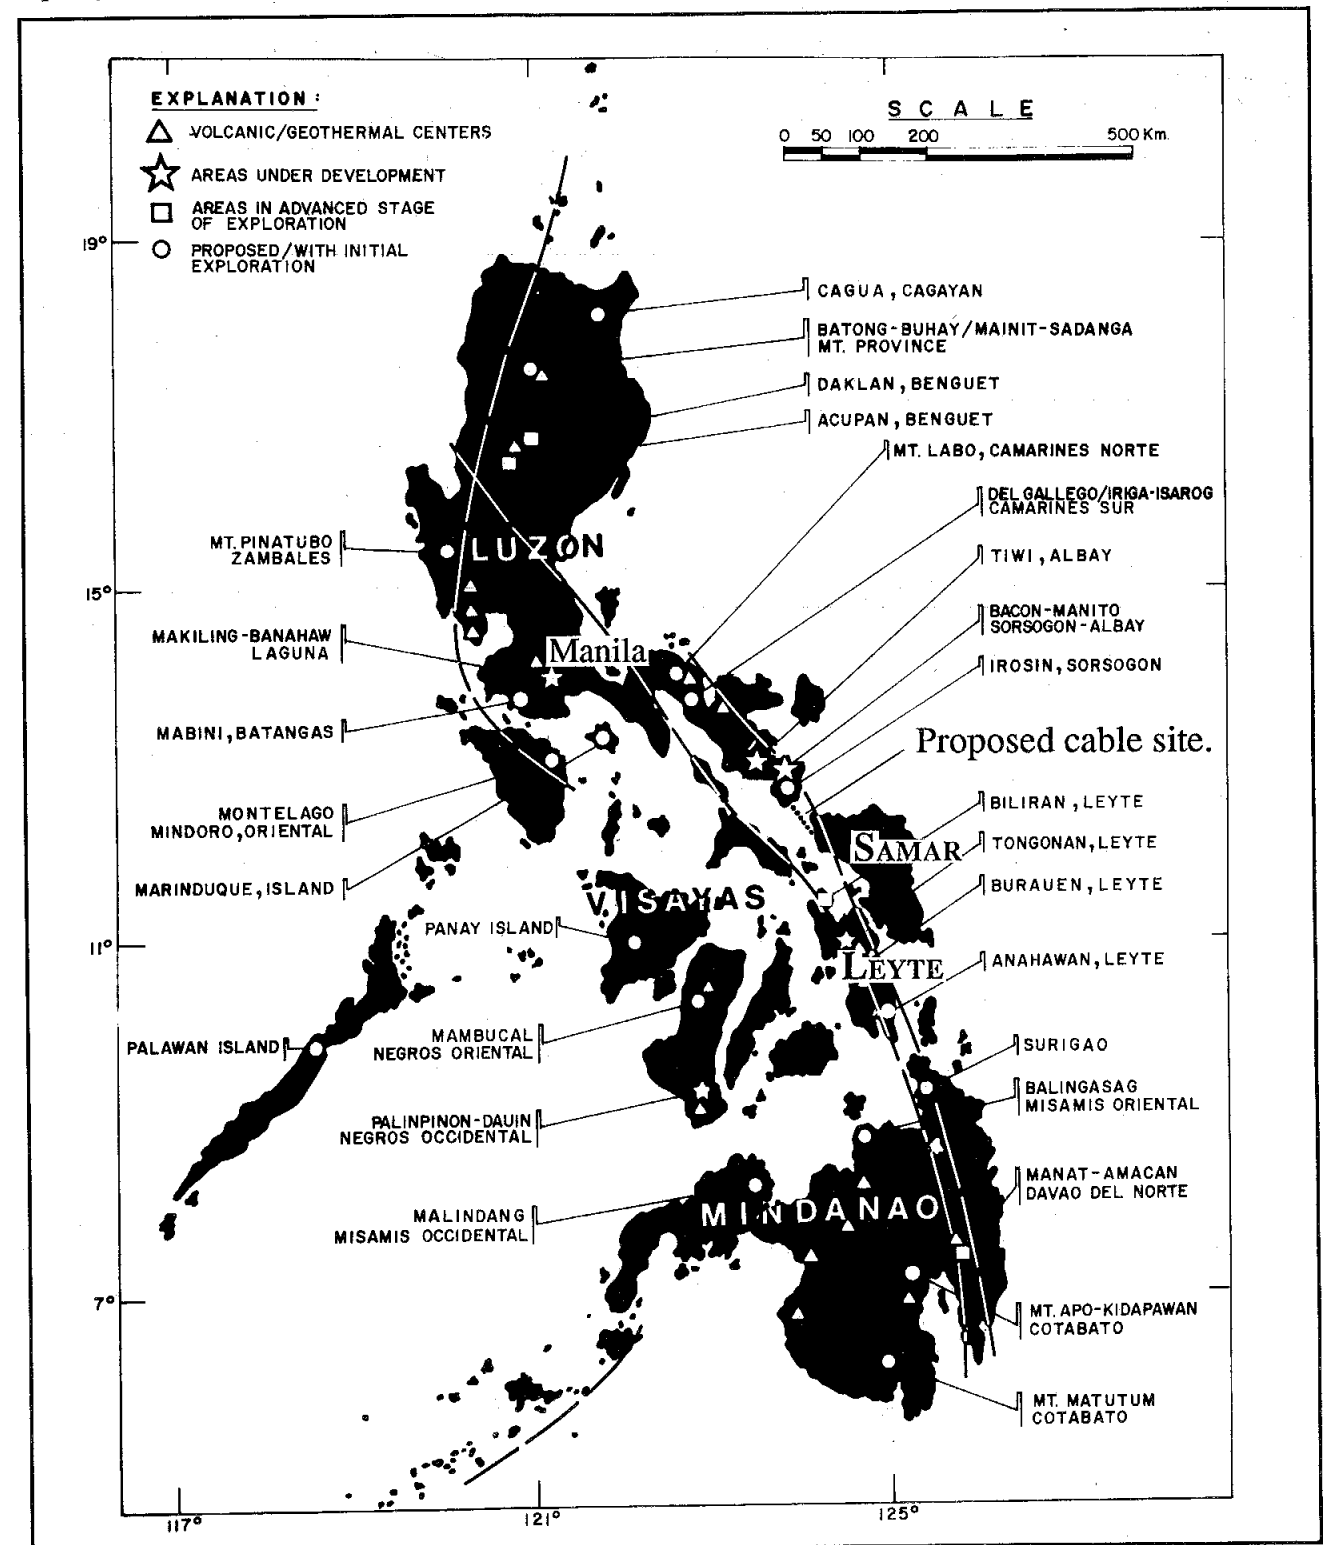 EXPLANATION :
VOLCANIC/GEOTHERMAL CENTERS
AREAS UNDER DEVELOPMENT
AREAS IN ADVANCED STAGE
OF EXPLORATION
PROPOSED/WITH INITIAL
EXPLORATION
SCALE
0 50 100 200 500 Km.
19°
15°
11°
7°
117°
121°
125°
CAGUA, CAGAYAN
BATONG-BUHAY/MAINIT-SADANGA
MT. PROVINCE
DAKLAN, BENGUET
ACUPAN, BENGUET
MT. LABO, CAMARINES NORTE
DEL GALLEGO/IRIGA-ISAROG
CAMARINES SUR
TIWI, ALBAY
BACON-MANITO
SORSOGON-ALBAY
IROSIN, SORSOGON
Proposed cable site.
BILIRAN, LEYTE
TONGONAN, LEYTE
BURAUEN, LEYTE
ANAHAWAN, LEYTE
SURIGAO
BALINGASAG
MISAMIS ORIENTAL
MANAT-AMACAN
DAVAO DEL NORTE
MT. APO-KIDAPAWAN
COTABATO
MT. MATUTUM
COTABATO
MT. PINATUBO
ZAMBALES
MAKILING-BANAHAW
LAGUNA
MABINI, BATANGAS
MONTELAGO
MINDORO, ORIENTAL
MARINDUQUE, ISLAND
PANAY ISLAND
PALAWAN ISLAND
MAMBUCAL
NEGROS ORIENTAL
PALINPINON-DAUIN
NEGROS OCCIDENTAL
MALINDANG
MISAMIS OCCIDENTAL
LUZON
Manila
SAMAR
VISAYAS
LEYTE
MINDANAO